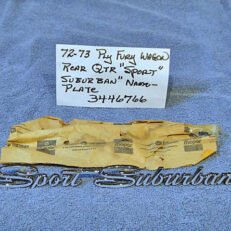 72-73 Ply Fury Wagon
Rear Qtr "Sport"
Suburban" Name-
Plate
3446766
Sport Suburban